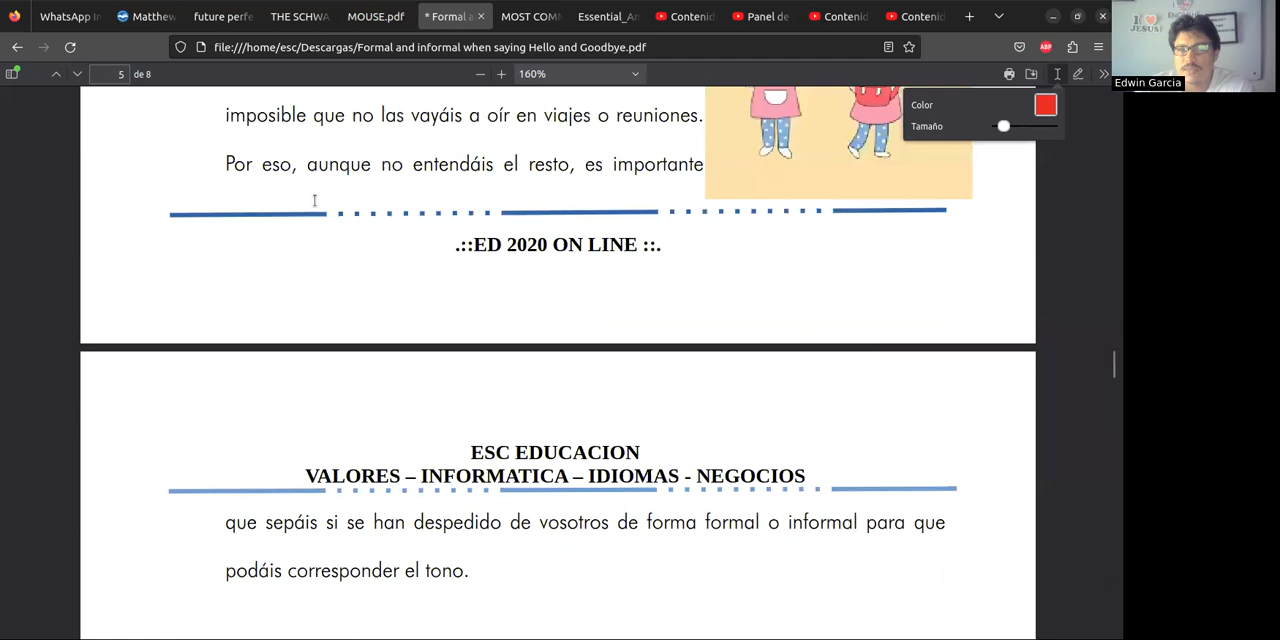 WhatsApp
Matthew
future perfe
THE SCHWA
MOUSE.pdf
* Formal a
MOST COM
Essential_
Contenid
Panel de
Contenid
Contenid
file:///home/esc/Descargas/Formal and informal when saying Hello and Goodbye.pdf
ABP
5 de 8
160%
Color
Tamaño
JESUS
Edwin Garcia
imposible que no las vayáis a oír en viajes o reuniones.
Por eso, aunque no entendáis el resto, es importante
.::ED 2020 ON LINE ::.
ESC EDUCACION
VALORES – INFORMATICA – IDIOMAS - NEGOCIOS
que sepáis si se han despedido de vosotros de forma formal o informal para que
podáis corresponder el tono.